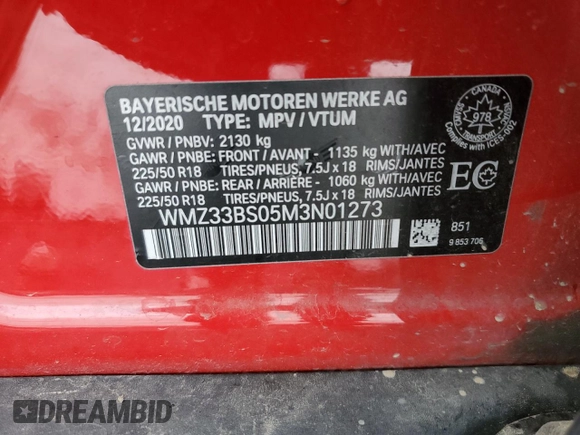 BAYERISCHE MOTOREN WERKE AG
12/2020 TYPE: MPV / VTUM
GVWR / PNBV: 2130 kg
GAWR / PNBE: FRONT / AVANT - 1135 kg WITH/AVEC
225/50 R18 TIRES/PNEUS, 7.5J x 18 RIMS/JANTES
GAWR / PNBE: REAR / ARRIÈRE - 1060 kg WITH/AVEC
225/50 R18 TIRES/PNEUS, 7.5J x 18 RIMS/JANTES
WMZ33BS05M3N01273
CANADA
978
TRANSPORT
ICES-002
EC
851
9 853 706
DREAMBID